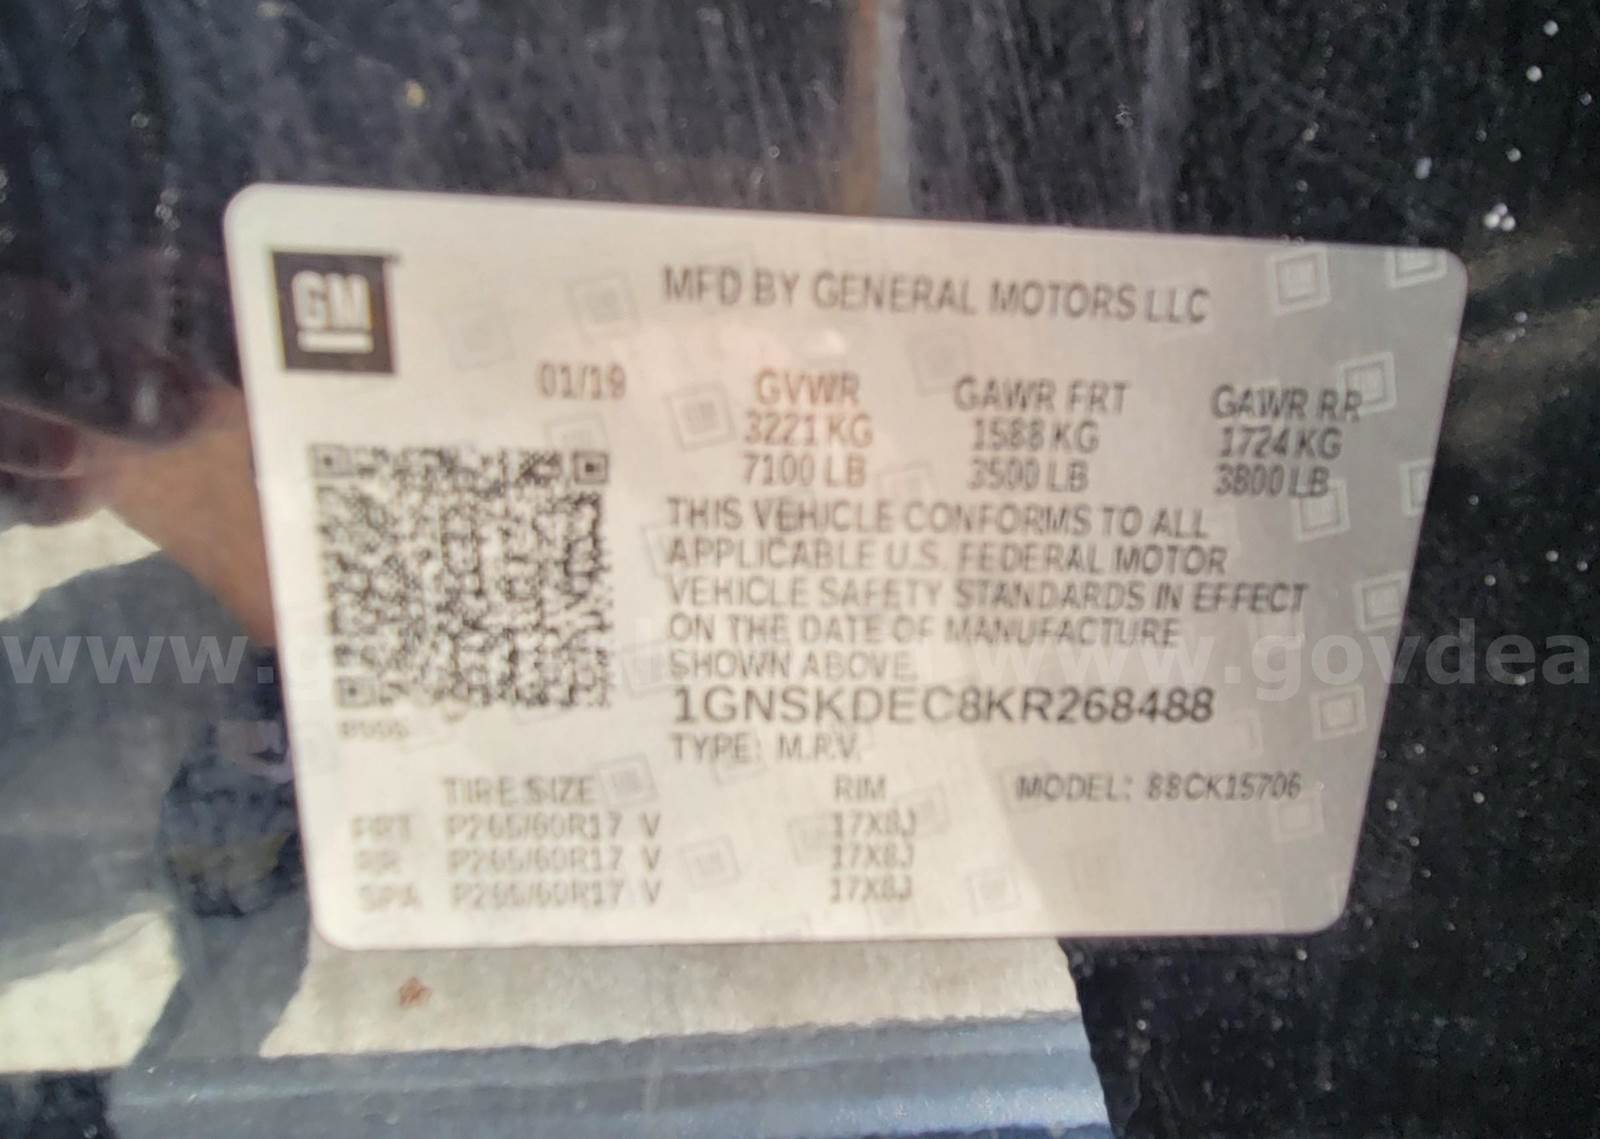 GM
MFD BY GENERAL MOTORS LLC
01/19 GVWR GAWR FRT GAWR RR
3221 KG 1588 KG 1724 KG
7100 LB 3500 LB 3800 LB
THIS VEHICLE CONFORMS TO ALL
APPLICABLE U.S. FEDERAL MOTOR
VEHICLE SAFETY STANDARDS IN EFFECT
ON THE DATE OF MANUFACTURE
SHOWN ABOVE.
1GNSKDEC8KR268488
TYPE: M.P.V.
TIRE SIZE RIM MODEL: 88CK15706
FRT P265/60R17 V 17X8J
RR P265/60R17 V 17X8J
SPA P265/60R17 V 17X8J
www.govdea